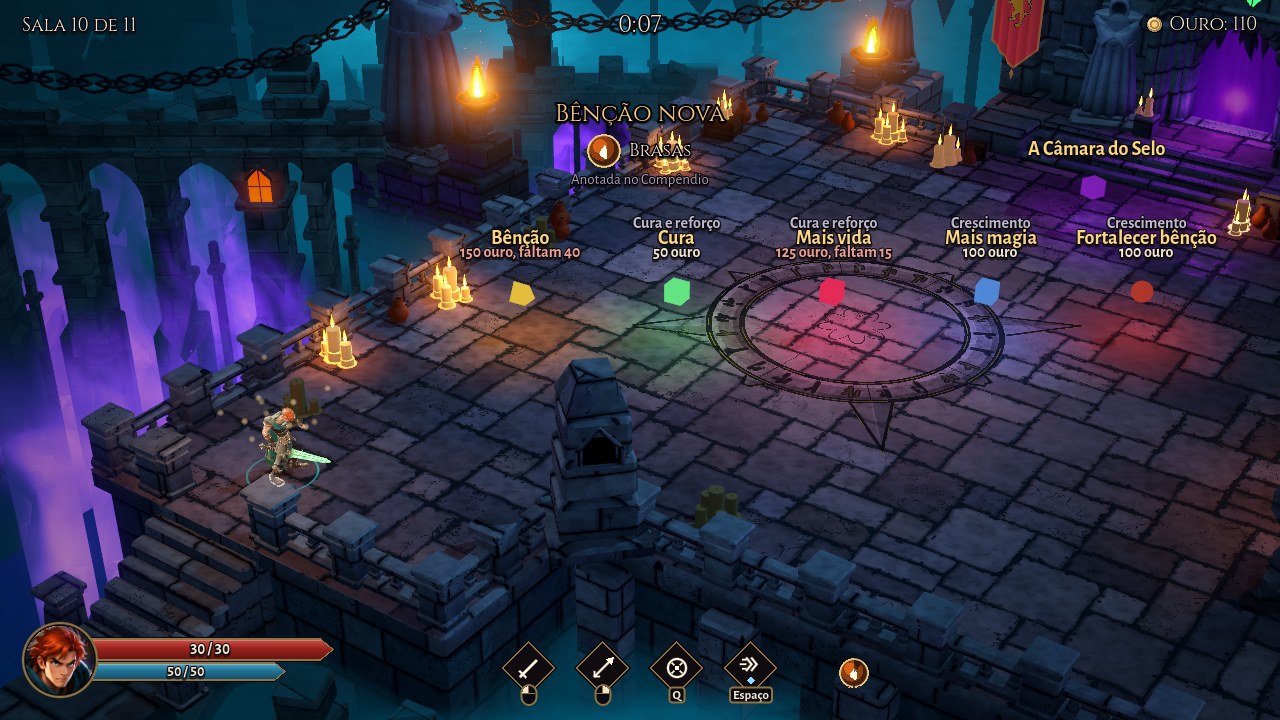 SALA 10 DE 11
0:07
OURO: 110
BÊNÇÃO NOVA
BRASAS
Anotada no Compêndio
A Câmara do Selo
Bênção
150 ouro, faltam 40
Cura e reforço
Cura
50 ouro
Cura e reforço
Mais vida
125 ouro, faltam 15
Crescimento
Mais magia
100 ouro
Crescimento
Fortalecer bênção
100 ouro
30/30
50/50
Q
Espaço